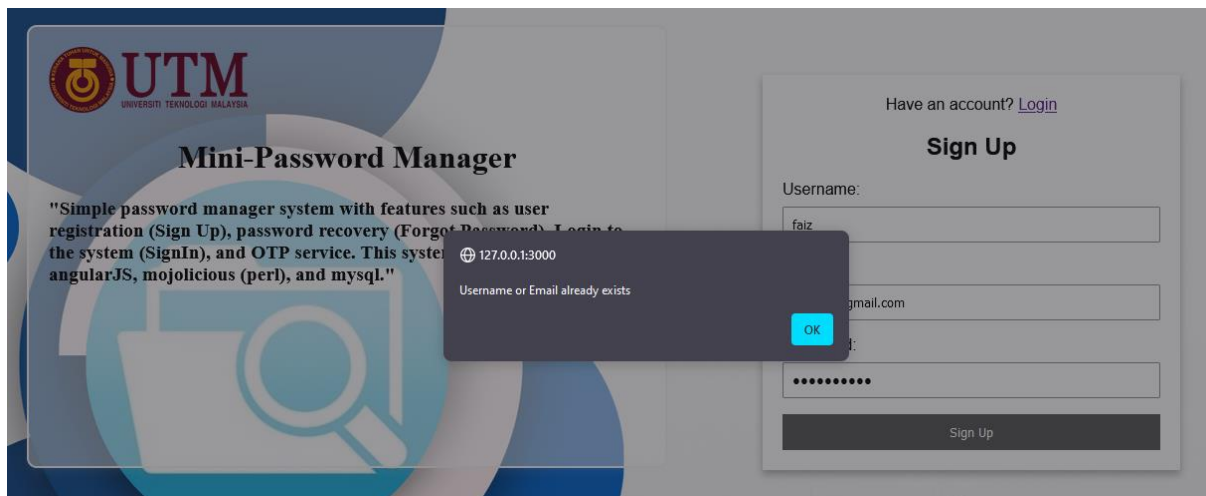 UTM
UNIVERSITI TEKNOLOGI MALAYSIA
Mini-Password Manager
"Simple password manager system with features such as user
registration (Sign Up), password recovery (Forgot Password), Login to
the system (SignIn), and OTP service. This
angularJS, mojolicious (perl), and mysql."
127.0.0.1:3000
Username or Email already exists
OK
Have an account? Login
Sign Up
Username:
faiz
gmail.com
Sign Up